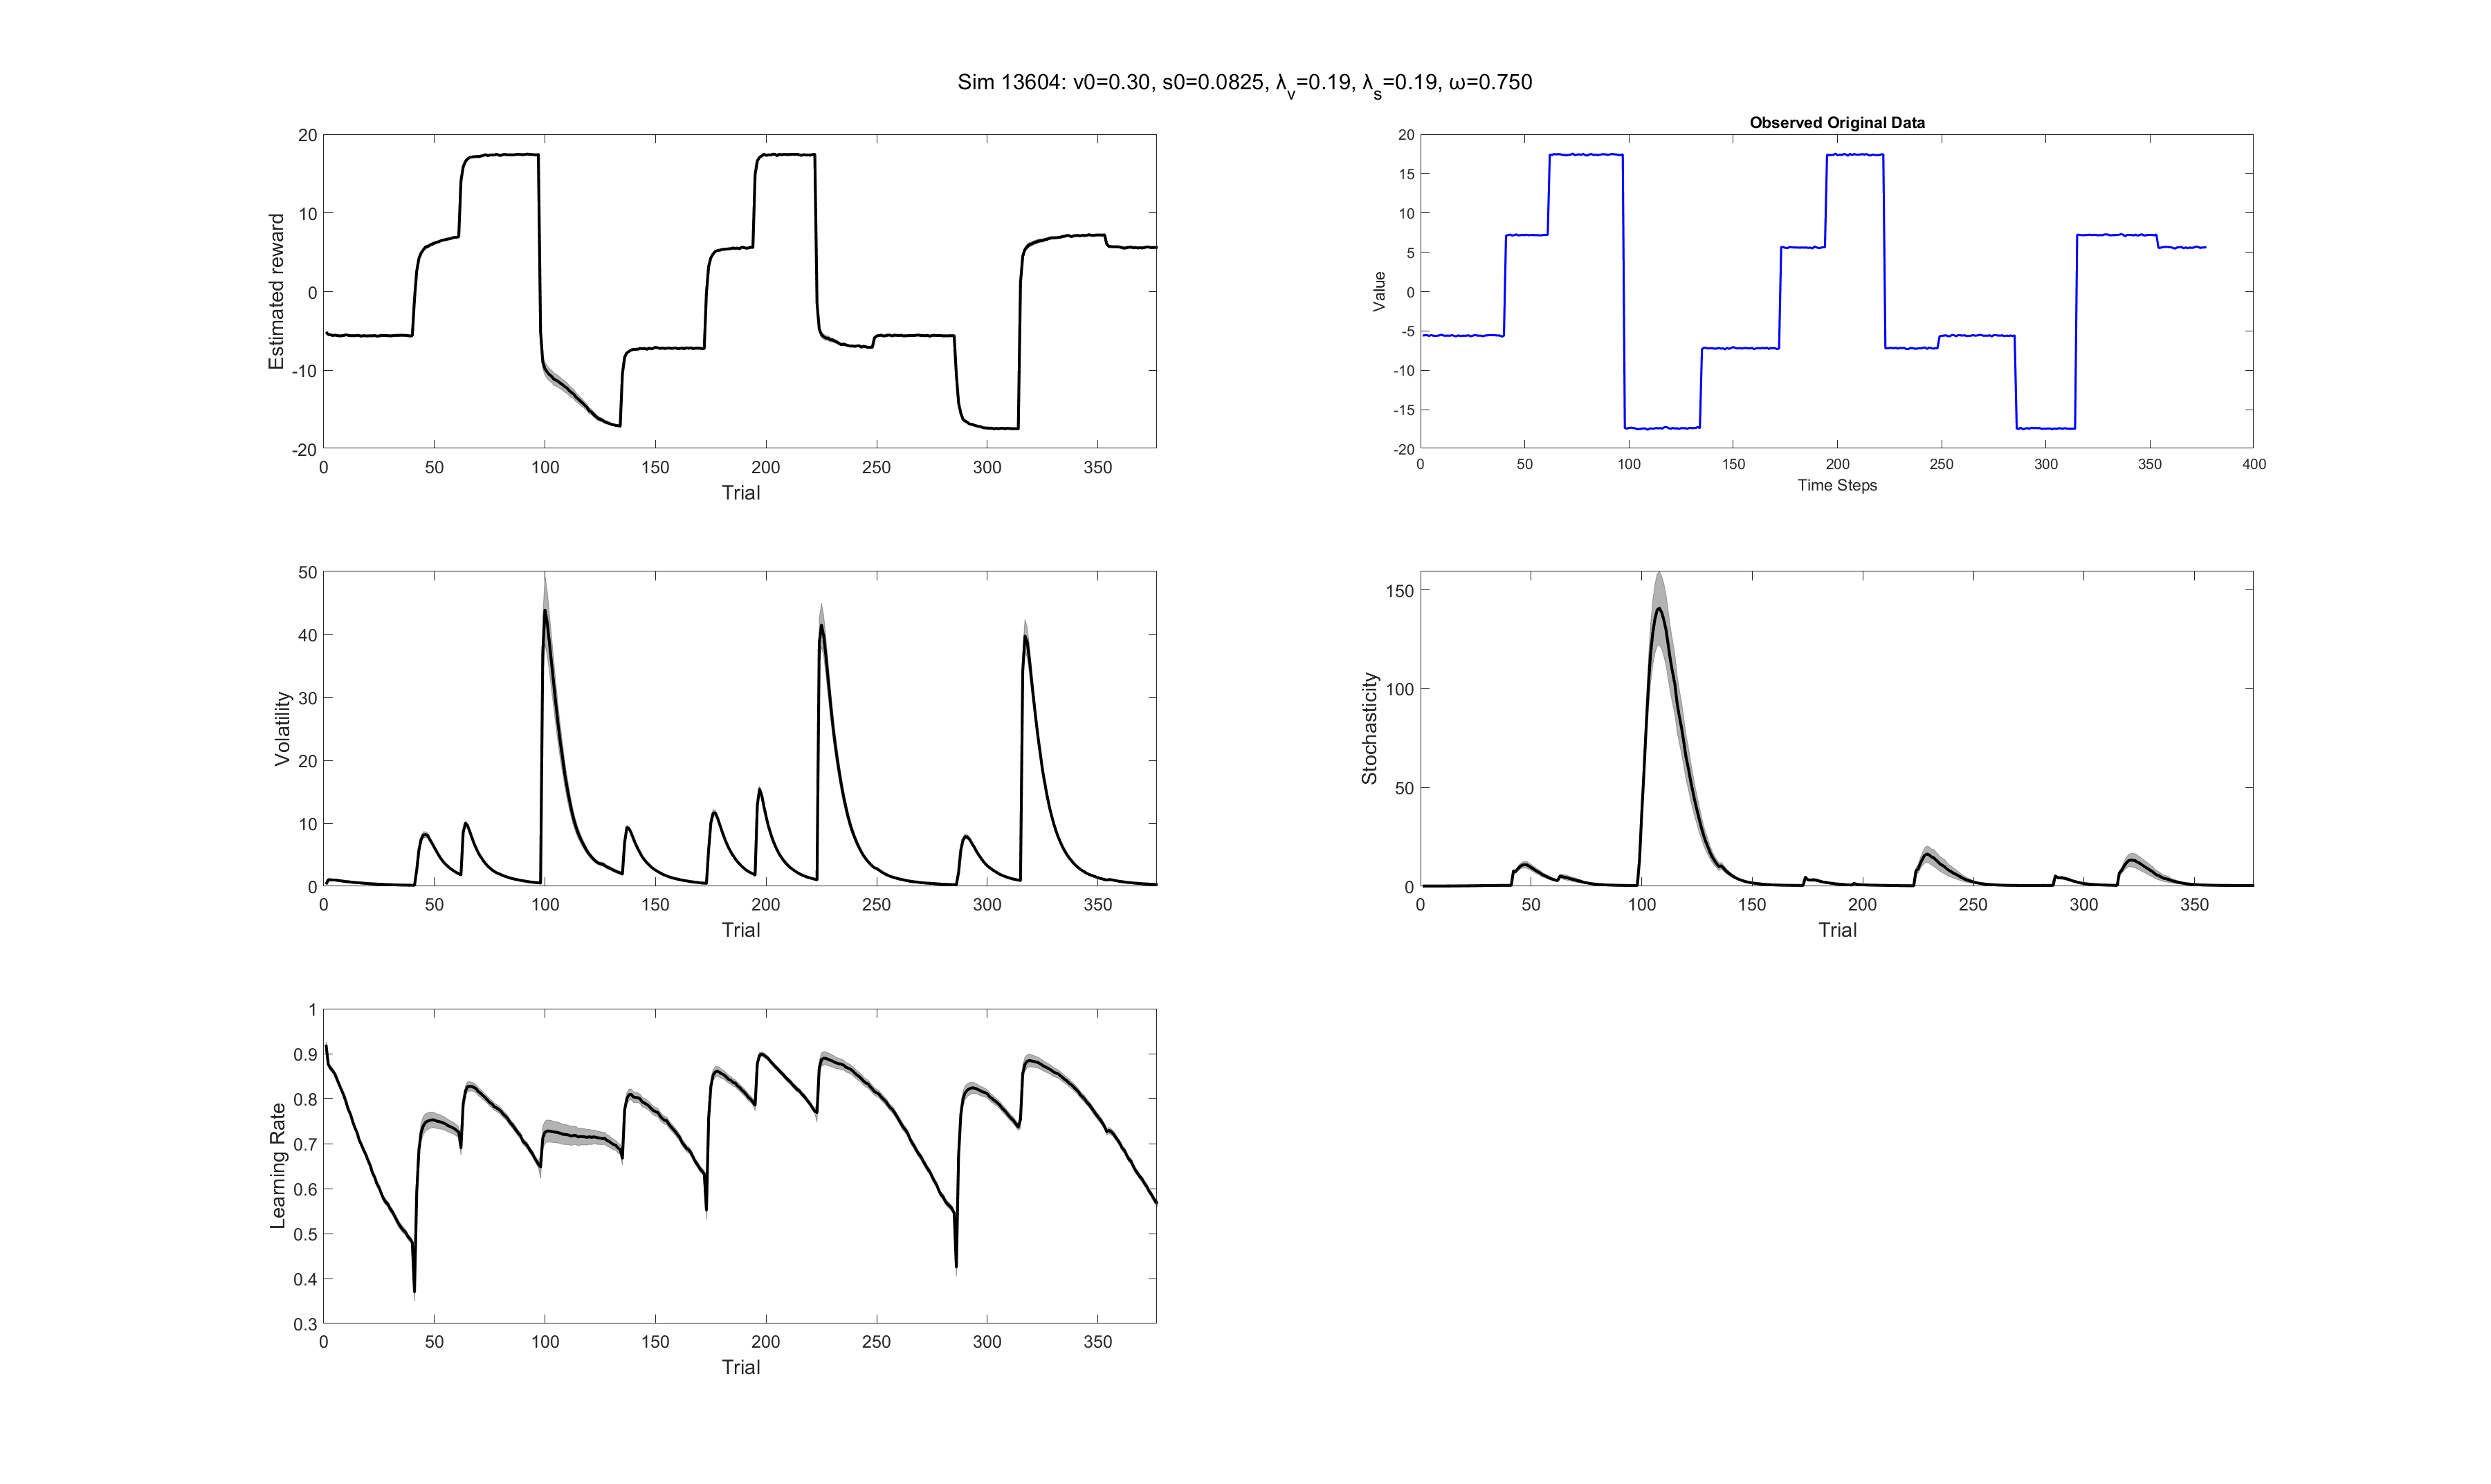 Sim 13604: v0=0.30, s0=0.0825, λv=0.19, λs=0.19, ω=0.750
20
10
0
-10
-20
Estimated reward
0 50 100 150 200 250 300 350
Trial
Observed Original Data
20
15
10
5
0
-5
-10
-15
-20
Value
0 50 100 150 200 250 300 350 400
Time Steps
50
40
30
20
10
0
Volatility
0 50 100 150 200 250 300 350
Trial
150
100
50
0
Stochasticity
0 50 100 150 200 250 300 350
Trial
1
0.9
0.8
0.7
0.6
0.5
0.4
0.3
Learning Rate
0 50 100 150 200 250 300 350
Trial